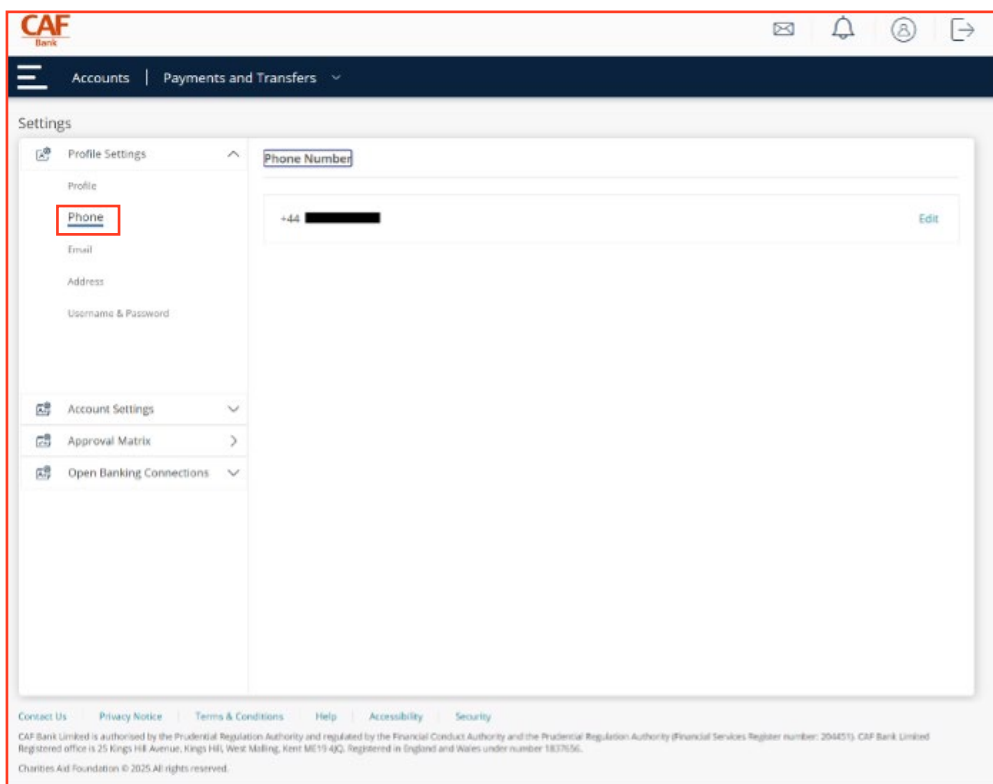 CAF
Bank
Accounts | Payments and Transfers
Settings
Profile Settings
Profile
Phone
Email
Address
Username & Password
Account Settings
Approval Matrix
Open Banking Connections
Phone Number
+44
Edit
Contact Us Privacy Notice Terms & Conditions Help Accessibility Security
CAF Bank Limited is authorised by the Prudential Regulation Authority and regulated by the Financial Conduct Authority and the Prudential Regulation Authority (Financial Services Register number: 204451). CAF Bank Limited
Registered office is 25 Kings Hill Avenue, Kings Hill, West Malling, Kent ME19 4JQ. Registered in England and Wales under number 1837656.
Charities Aid Foundation © 2025 All rights reserved.